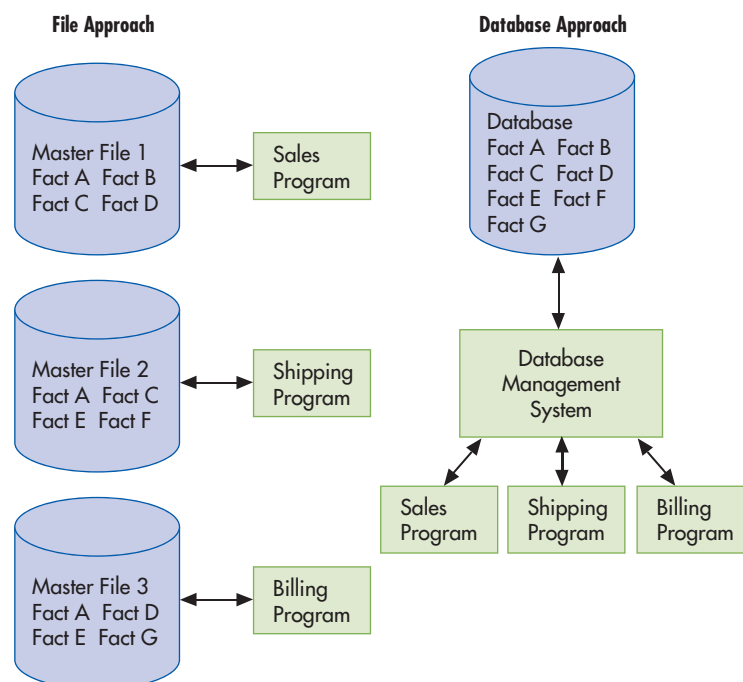 File Approach
Master File 1
Fact A Fact B
Fact C Fact D
Sales
Program
Master File 2
Fact A Fact C
Fact E Fact F
Shipping
Program
Master File 3
Fact A Fact D
Fact E Fact G
Billing
Program
Database Approach
Database
Fact A Fact B
Fact C Fact D
Fact E Fact F
Fact G
Database
Management
System
Sales
Program
Shipping
Program
Billing
Program